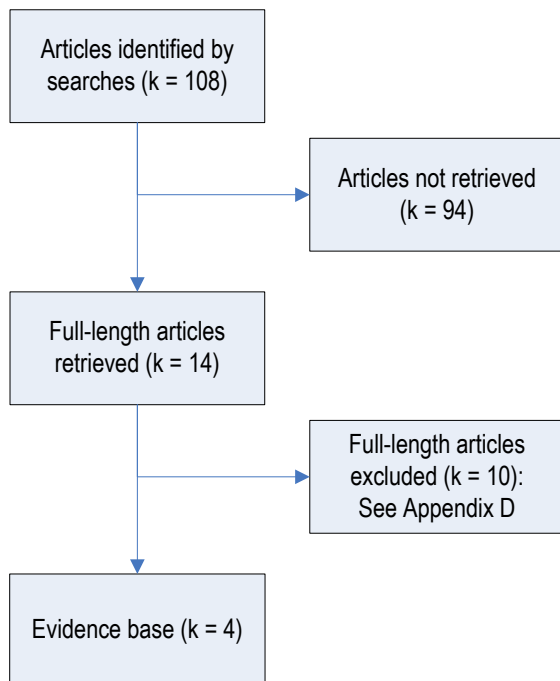 Articles identified by
searches (k = 108)
Articles not retrieved
(k = 94)
Full-length articles
retrieved (k = 14)
Full-length articles
excluded (k = 10):
See Appendix D
Evidence base (k = 4)